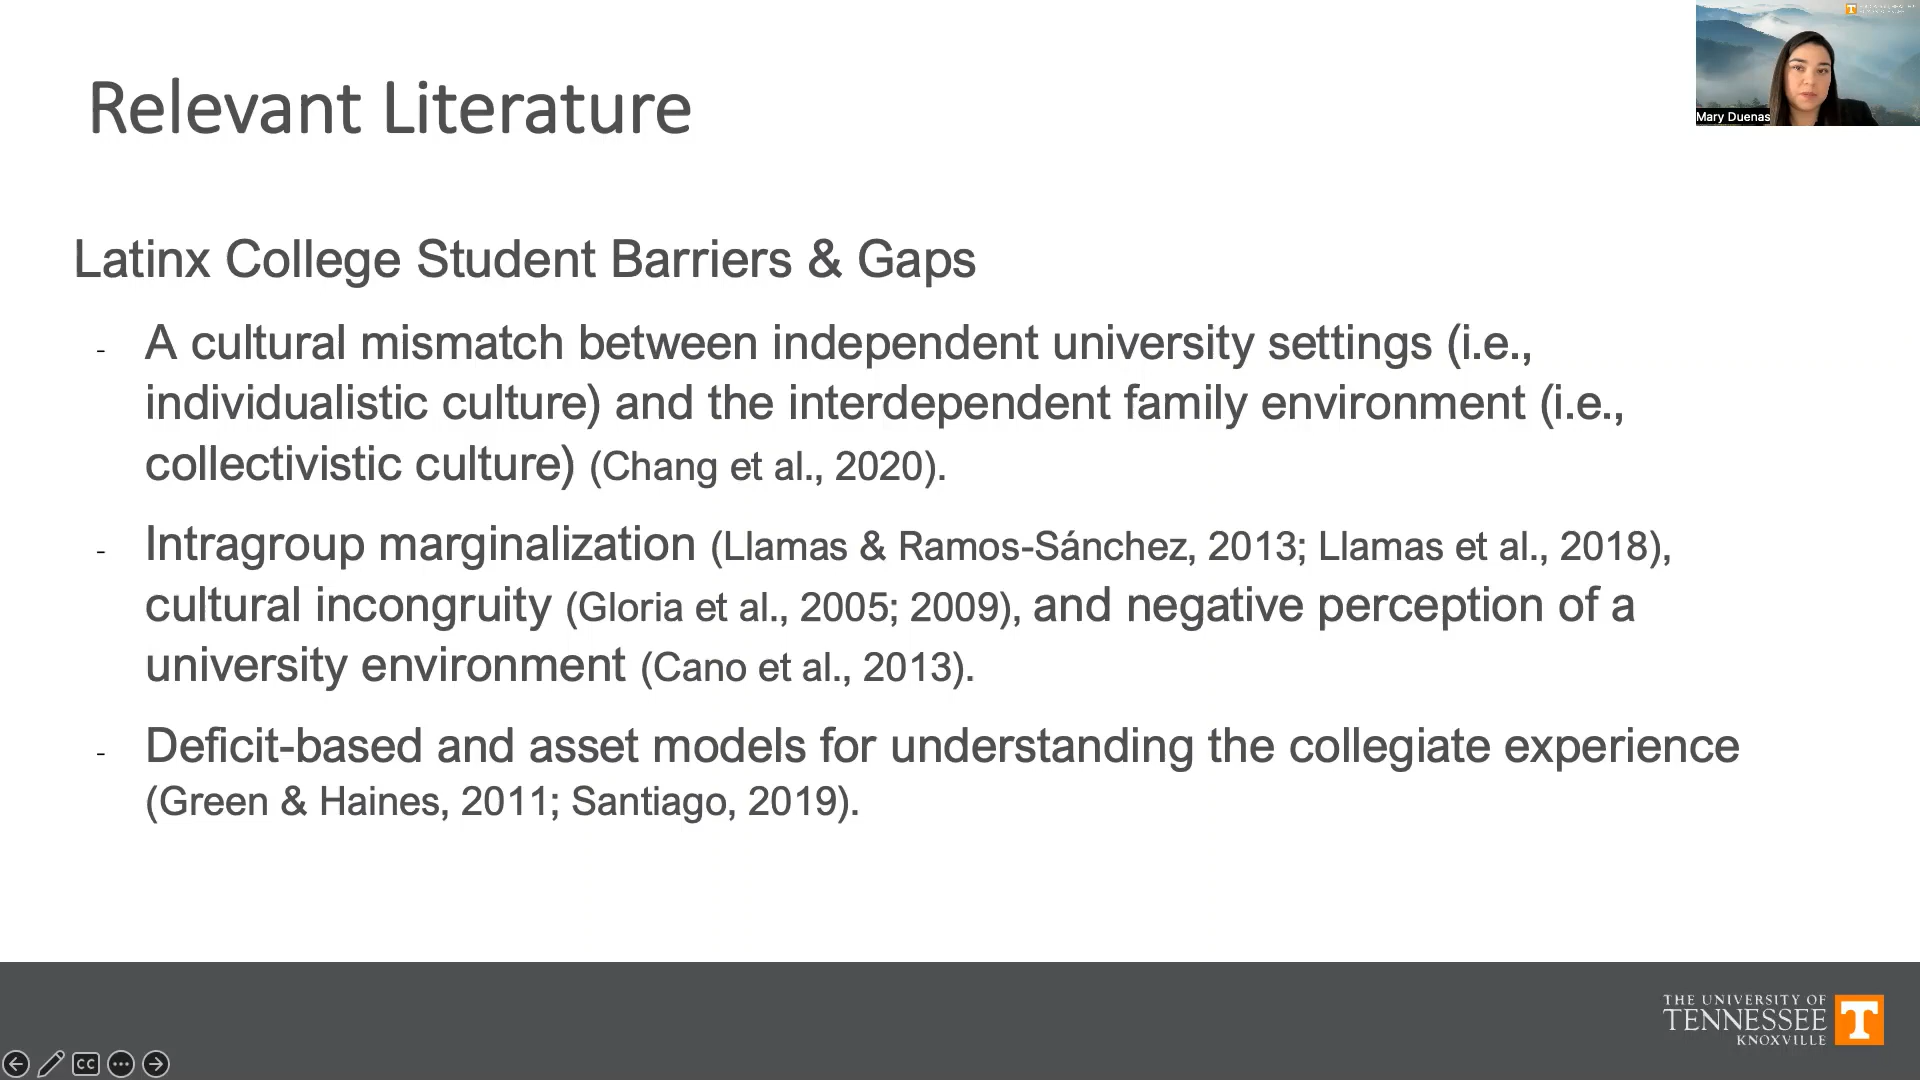 Relevant Literature
Mary Duenas
Latinx College Student Barriers & Gaps
- A cultural mismatch between independent university settings (i.e.,
individualistic culture) and the interdependent family environment (i.e.,
collectivistic culture) (Chang et al., 2020).
- Intragroup marginalization (Llamas & Ramos-Sánchez, 2013; Llamas et al., 2018),
cultural incongruity (Gloria et al., 2005; 2009), and negative perception of a
university environment (Cano et al., 2013).
- Deficit-based and asset models for understanding the collegiate experience
(Green & Haines, 2011; Santiago, 2019).
THE UNIVERSITY OF
TENNESSEE
KNOXVILLE
T
CC